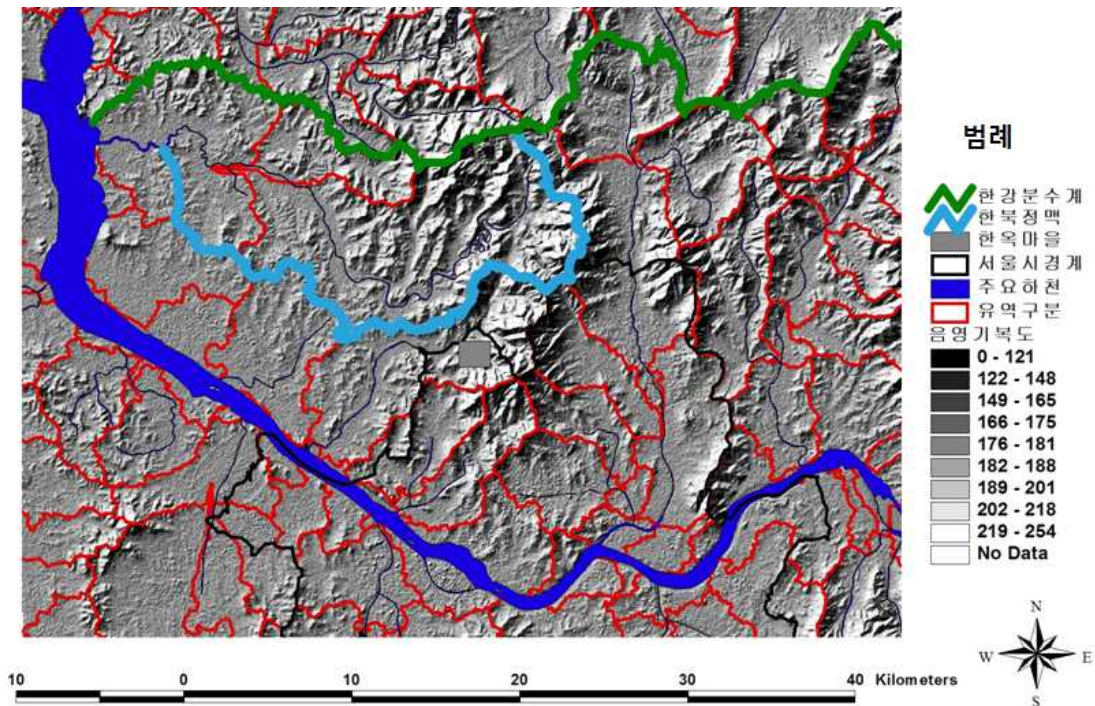 범례
한강분수계
한북정맥
한옥마을
서울시경계
주요하천
유역구분
음영기복도
0 - 121
122 - 148
149 - 165
166 - 175
176 - 181
182 - 188
189 - 201
202 - 218
219 - 254
No Data
N
W E
S
10 0 10 20 30 40 Kilometers